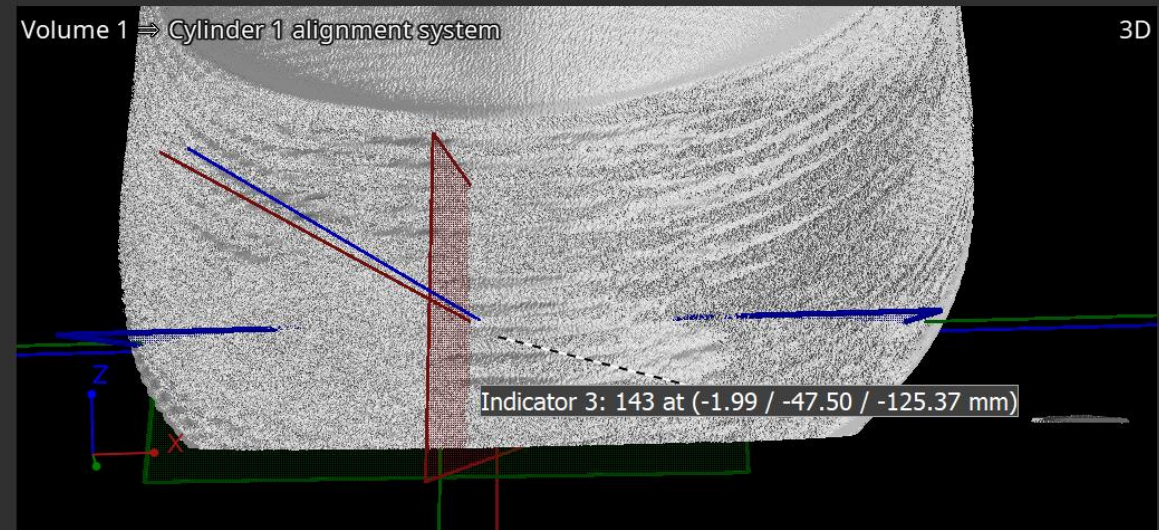 Volume 1 ⇒ Cylinder 1 alignment system
3D
Z
X
Indicator 3: 143 at (-1.99 / -47.50 / -125.37 mm)